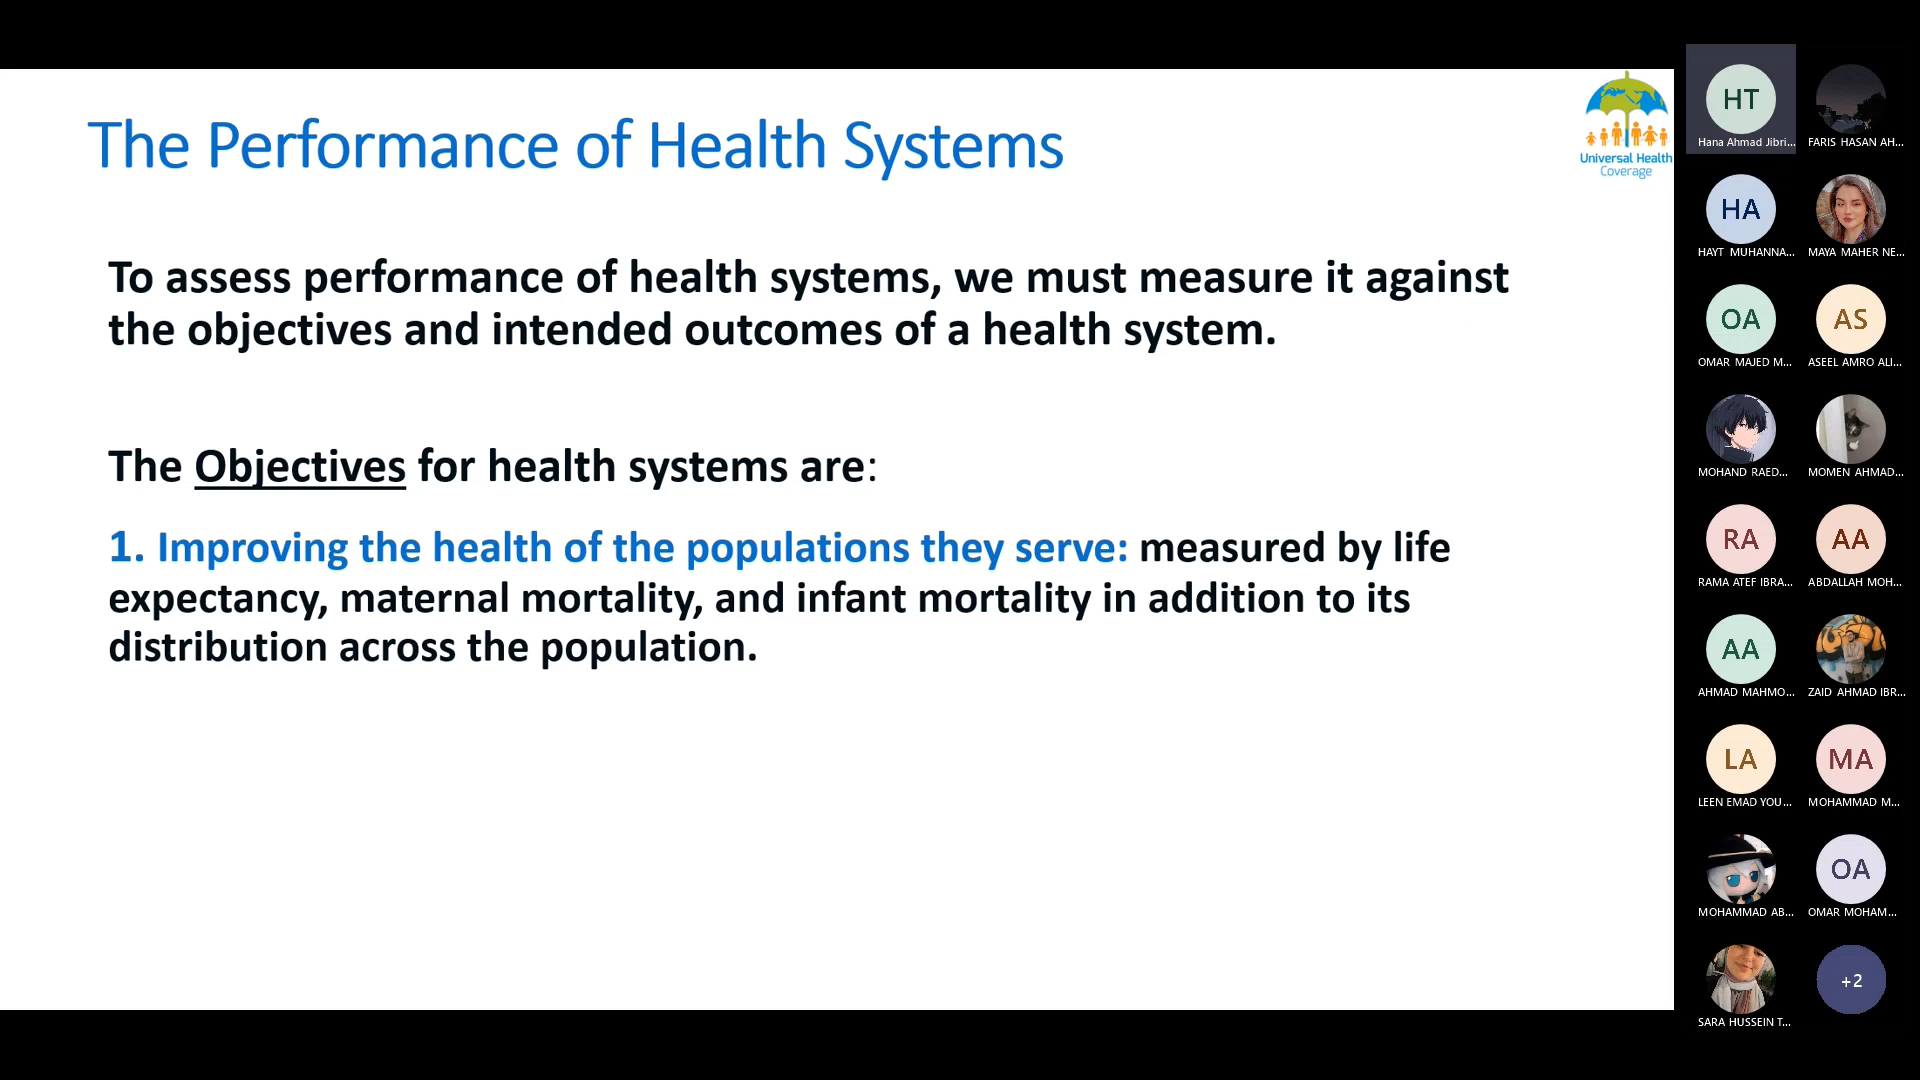 The Performance of Health Systems
Universal Health
Coverage
To assess performance of health systems, we must measure it against
the objectives and intended outcomes of a health system.
The Objectives for health systems are:
1. Improving the health of the populations they serve: measured by life
expectancy, maternal mortality, and infant mortality in addition to its
distribution across the population.
HT
Hana Ahmad Jibri...
FARIS HASAN AH...
HA
HAYT MUHANNA...
MAYA MAHER NE...
OA
OMAR MAJED M...
AS
ASEEL AMRO ALI...
MOHAND RAED...
MOMEN AHMAD...
RA
RAMA ATEF IBRA...
AA
ABDALLAH MOH...
AA
AHMAD MAHMO...
ZAID AHMAD IBR...
LA
LEEN EMAD YOU...
MA
MOHAMMAD M...
MOHAMMAD AB...
OA
OMAR MOHAM...
SARA HUSSEIN T...
+2